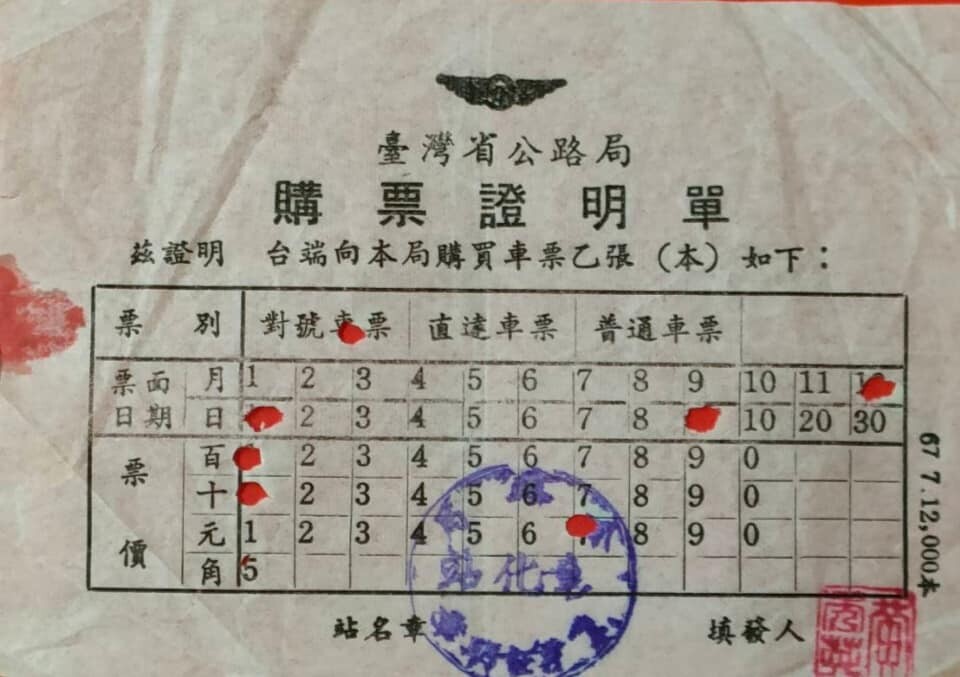 臺灣省公路局
購票證明單
茲證明 台端向本局購買車票乙張（本）如下：
票別 對號車票 直達車票 普通車票
票面日期 月 1 2 3 4 5 6 7 8 9 10 11
日 2 3 4 5 6 7 8 10 20 30
票價 百 2 3 4 5 6 7 8 9 0
十 2 3 4 5 6 7 8 9 0
元 1 2 3 4 5 6 7 8 9 0
角 5
彰化站
站名章 填發人
67 7.12,000本